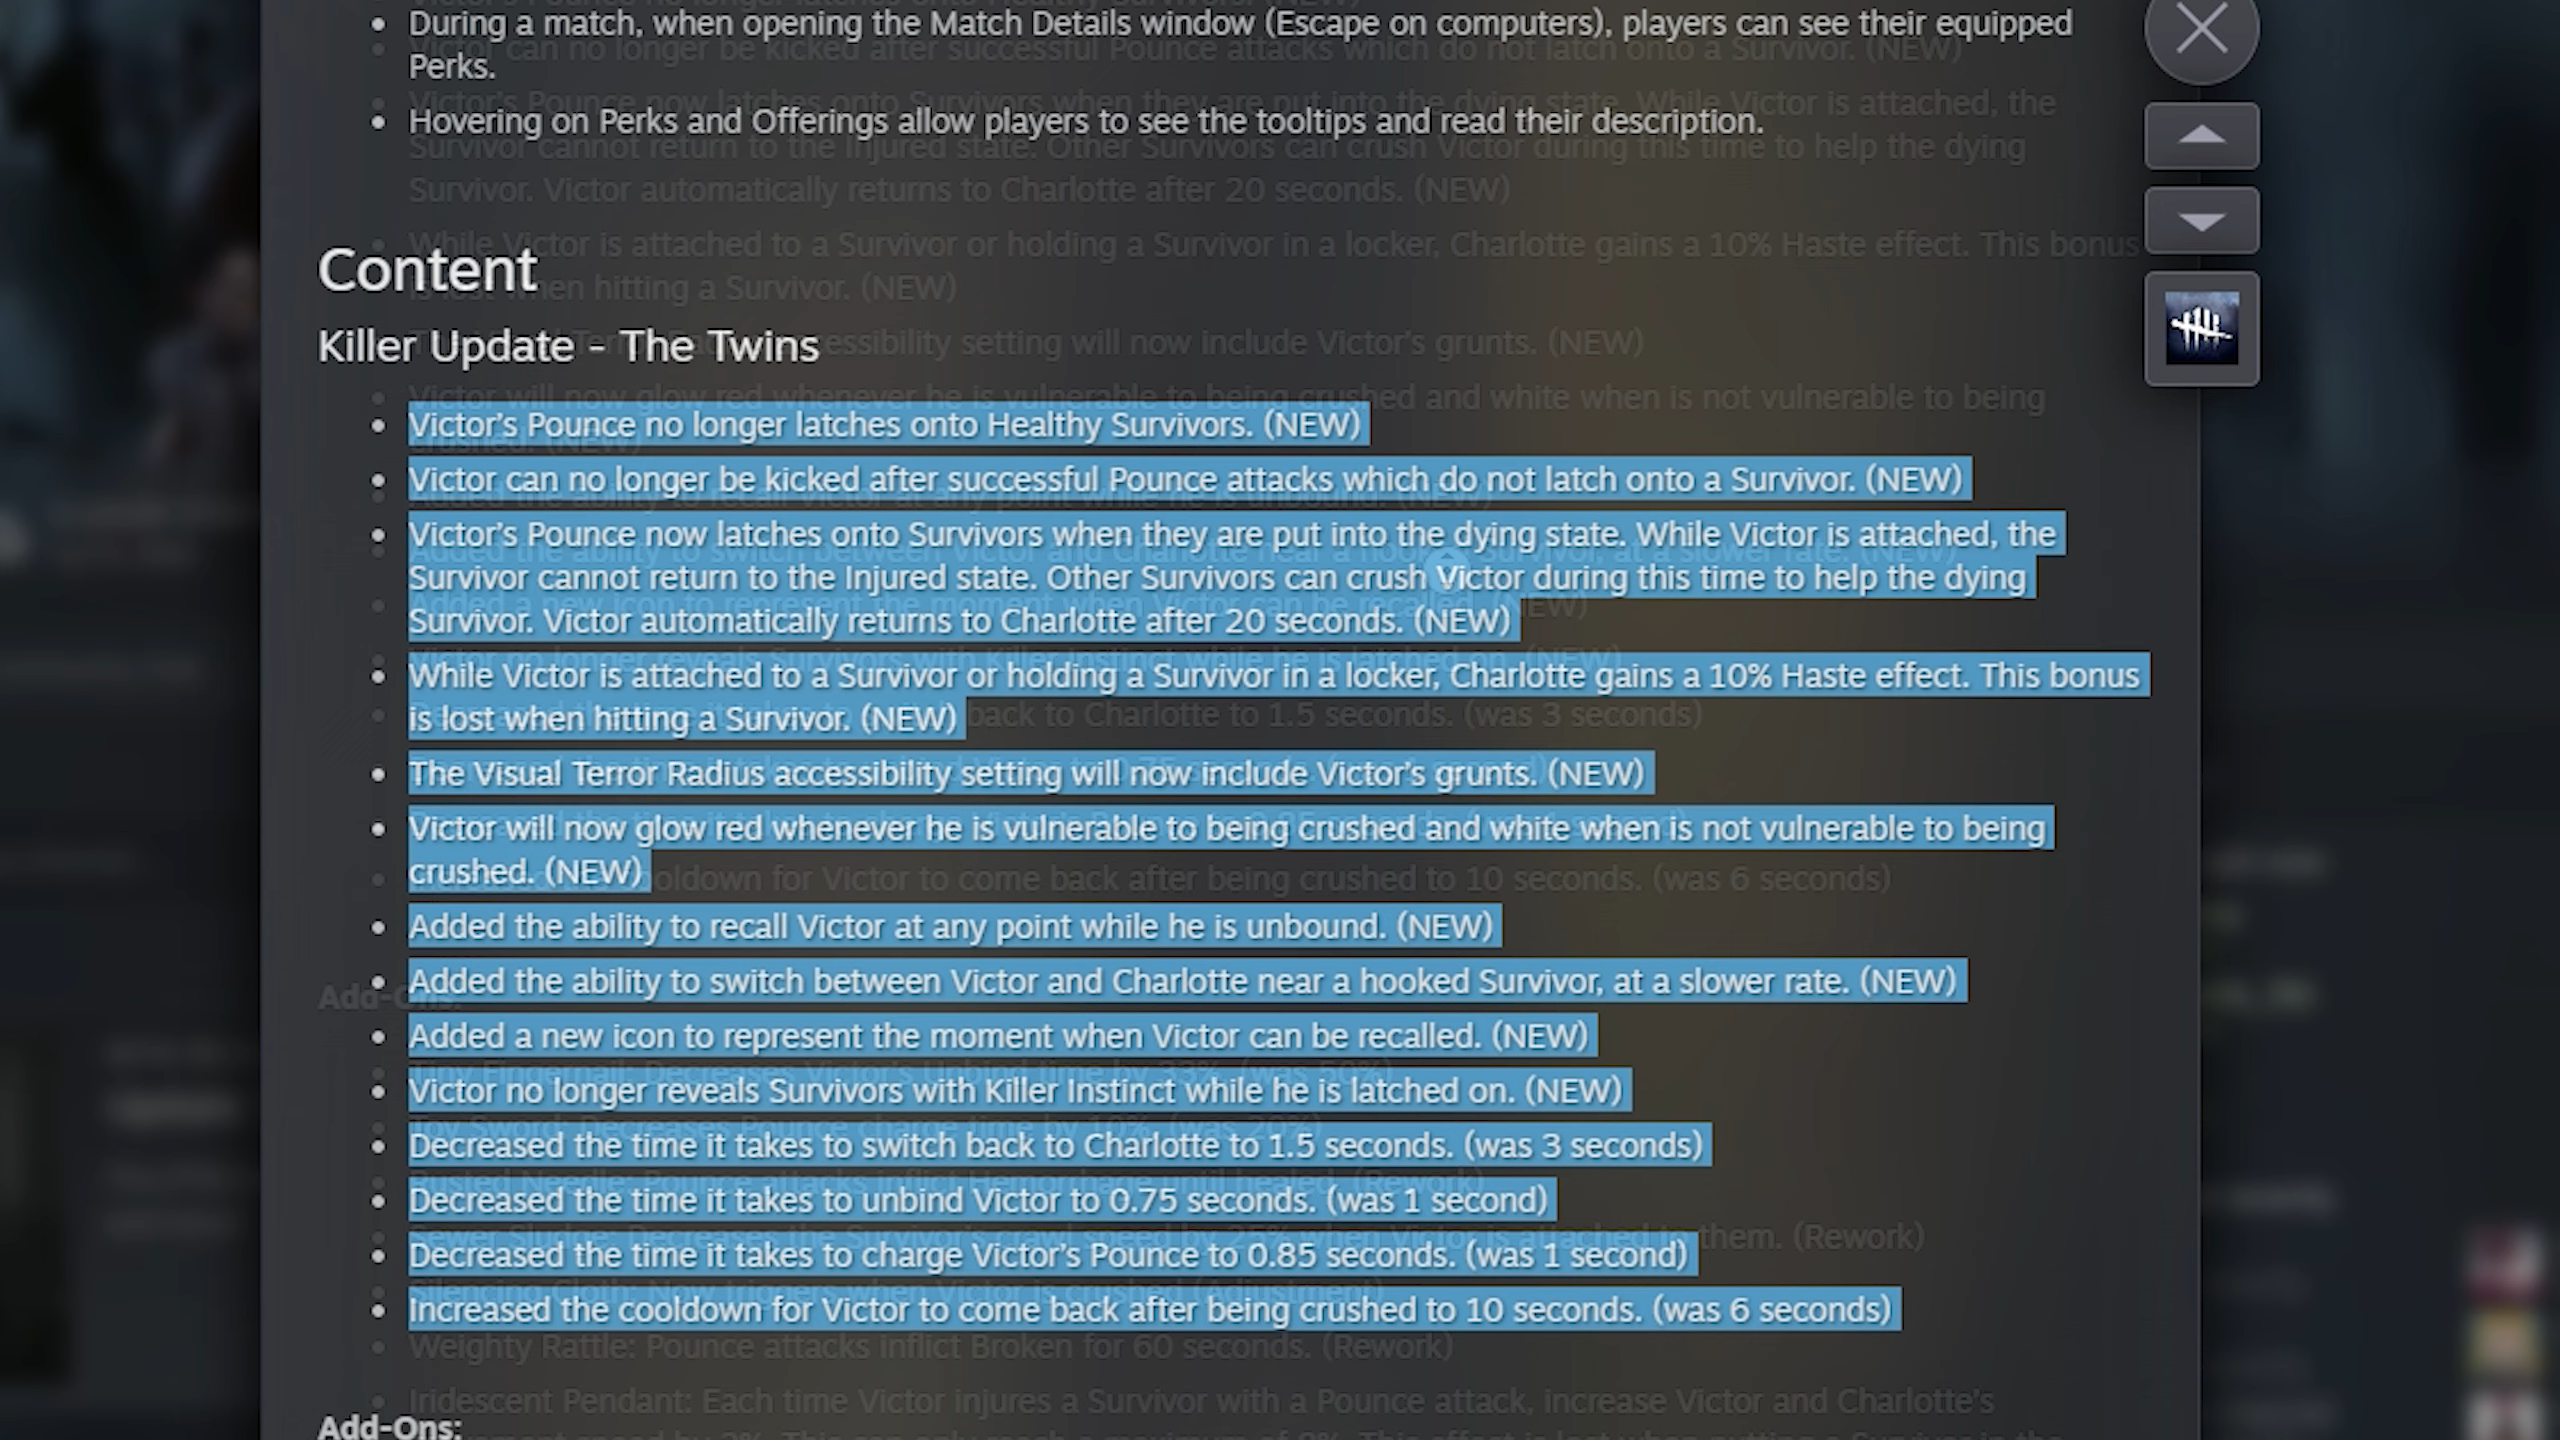 During a match, when opening the Match Details window (Escape on computers), players can see their equipped
Perks.
Hovering on Perks and Offerings allow players to see the tooltips and read their description.
Content
Killer Update - The Twins
Victor's Pounce no longer latches onto Healthy Survivors. (NEW)
Victor can no longer be kicked after successful Pounce attacks which do not latch onto a Survivor. (NEW)
Victor's Pounce now latches onto Survivors when they are put into the dying state. While Victor is attached, the
Survivor cannot return to the Injured state. Other Survivors can crush Victor during this time to help the dying
Survivor. Victor automatically returns to Charlotte after 20 seconds. (NEW)
While Victor is attached to a Survivor or holding a Survivor in a locker, Charlotte gains a 10% Haste effect. This bonus
is lost when hitting a Survivor. (NEW)
The Visual Terror Radius accessibility setting will now include Victor's grunts. (NEW)
Victor will now glow red whenever he is vulnerable to being crushed and white when is not vulnerable to being
crushed. (NEW)
Added the ability to recall Victor at any point while he is unbound. (NEW)
Added the ability to switch between Victor and Charlotte near a hooked Survivor, at a slower rate. (NEW)
Added a new icon to represent the moment when Victor can be recalled. (NEW)
Victor no longer reveals Survivors with Killer Instinct while he is latched on. (NEW)
Decreased the time it takes to switch back to Charlotte to 1.5 seconds. (was 3 seconds)
Decreased the time it takes to unbind Victor to 0.75 seconds. (was 1 second)
Decreased the time it takes to charge Victor's Pounce to 0.85 seconds. (was 1 second)
Increased the cooldown for Victor to come back after being crushed to 10 seconds. (was 6 seconds)
Weighty Rattle: Pounce attacks inflict Broken for 60 seconds. (Rework)
Iridescent Pendant: Each time Victor injures a Survivor with a Pounce attack, increase Victor and Charlotte's
Add-Ons: